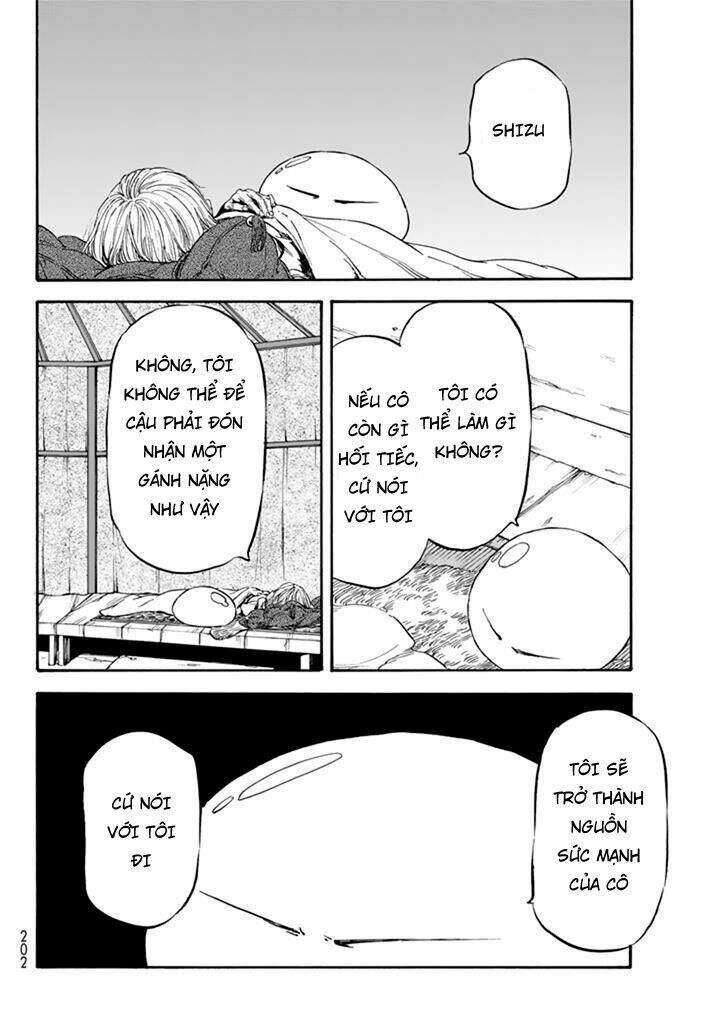 SHIZU
TÔI CÓ
THỂ LÀM GÌ
KHÔNG?
NẾU CÔ
CÒN GÌ
HỐI TIẾC,
CỨ NÓI
VỚI TÔI
KHÔNG, TÔI
KHÔNG THỂ ĐỂ
CẬU PHẢI ĐÓN
NHẬN MỘT
GÁNH NẶNG
NHƯ VẬY
TÔI SẼ
TRỞ THÀNH
NGUỒN
SỨC MẠNH
CỦA CÔ
CỨ NÓI
VỚI TÔI
ĐI
202